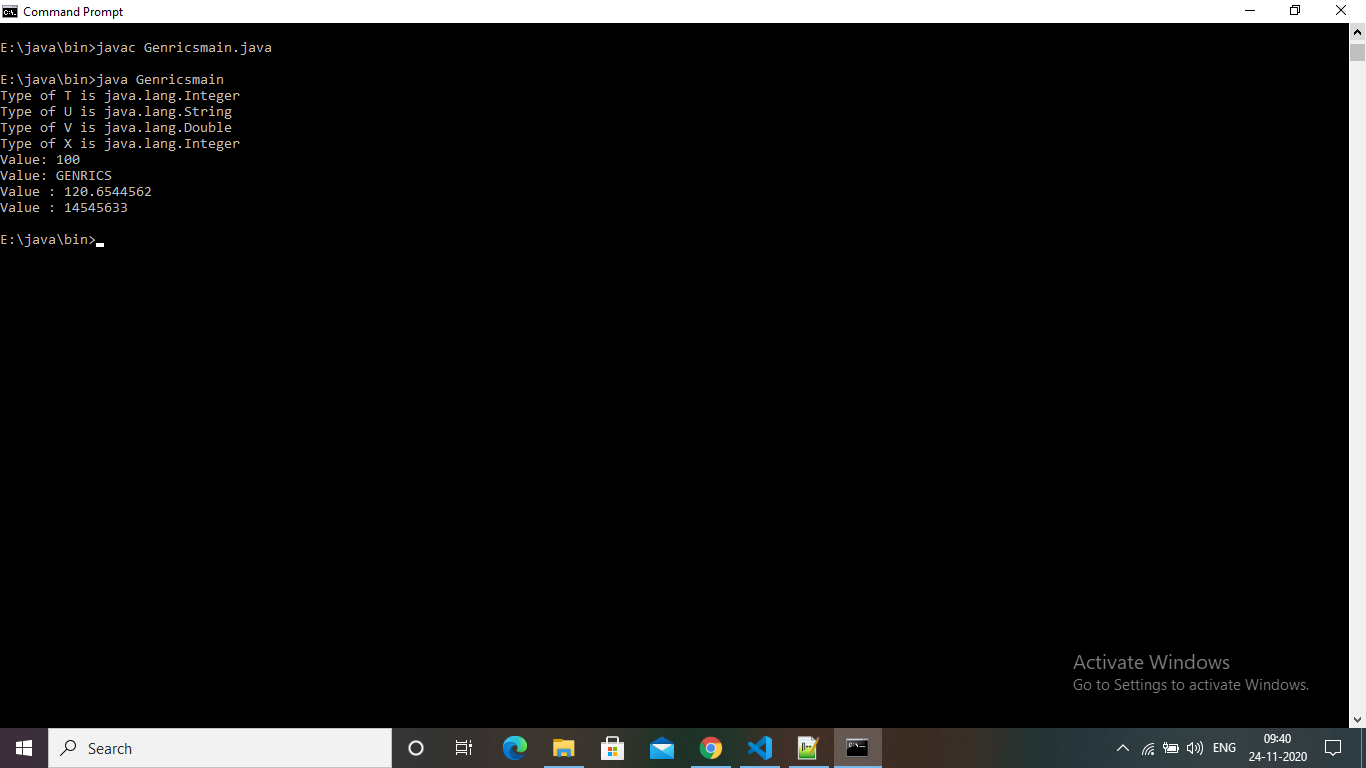 Command Prompt
E:\java\bin>javac Genricsmain.java
E:\java\bin>java Genricsmain
Type of T is java.lang.Integer
Type of U is java.lang.String
Type of V is java.lang.Double
Type of X is java.lang.Integer
Value: 100
Value: GENRICS
Value : 120.6544562
Value : 14545633
E:\java\bin>
Activate Windows
Go to Settings to activate Windows.
Search
ENG
09:40
24-11-2020